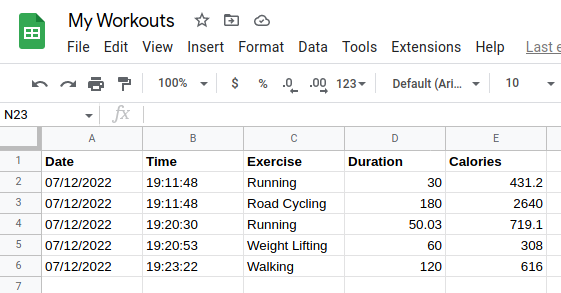 My Workouts
File Edit View Insert Format Data Tools Extensions Help Last e
100% $ % .0 .00 123 Default (Ari... 10
N23 fx
A B C D E
1 Date Time Exercise Duration Calories
2 07/12/2022 19:11:48 Running 30 431.2
3 07/12/2022 19:11:48 Road Cycling 180 2640
4 07/12/2022 19:20:30 Running 50.03 719.1
5 07/12/2022 19:20:53 Weight Lifting 60 308
6 07/12/2022 19:23:22 Walking 120 616
7